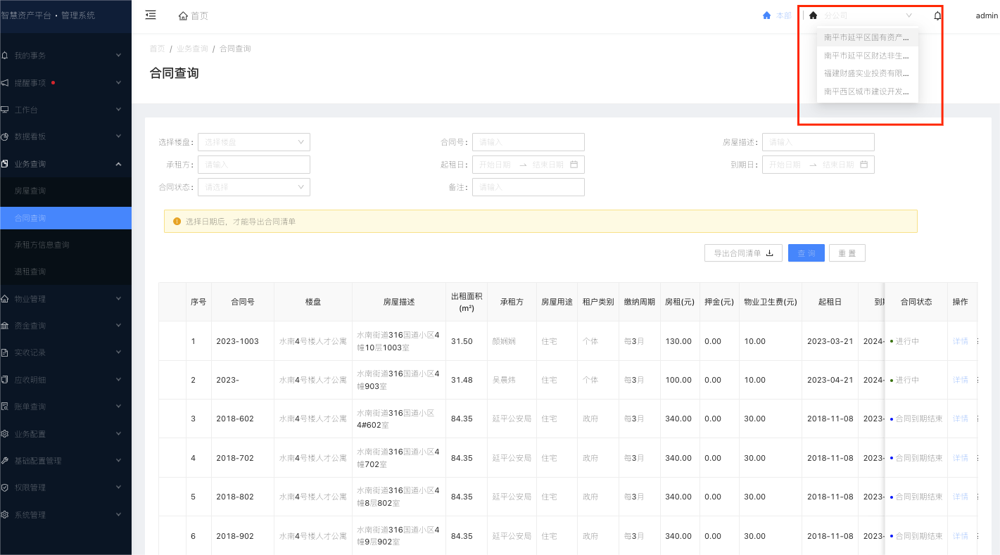 智慧资产平台·管理系统
首页
本部
分公司
admin
南平市延平区国有资产...
南平市延平区财达非生...
福建财盛实业投资有限...
南平西区城市建设开发...
我的事务
提醒事项
工作台
数据看板
业务查询
房屋查询
合同查询
承租方信息查询
退租查询
物业管理
资金查询
实收记录
应收明细
账单查询
业务配置
基础配置管理
权限管理
系统管理
首页 / 业务查询 / 合同查询
合同查询
选择楼盘: 选择楼盘 合同号: 请输入 房屋描述: 请输入
承租方: 请输入 起租日: 开始日期 → 结束日期 到期日: 开始日期 → 结束日期
合同状态: 请选择 备注: 请输入
选择日期后，才能导出合同清单
导出合同清单 查 询 重 置
序号 合同号 楼盘 房屋描述 出租面积(m²) 承租方 房屋用途 租户类别 缴纳周期 房租(元) 押金(元) 物业卫生费(元) 起租日 到 合同状态 操作
1 2023-1003 水南4号楼人才公寓 水南街道316国道小区4幢10层1003室 31.50 颜娴娴 住宅 个体 每3月 130.00 0.00 10.00 2023-03-21 2024- 进行中 详情
2 2023- 水南4号楼人才公寓 水南街道316国道小区4幢903室 31.48 吴晨炜 住宅 个体 每3月 100.00 0.00 10.00 2023-04-21 2024- 进行中 详情
3 2018-602 水南4号楼人才公寓 水南街道316国道小区4#602室 84.35 延平公安局 住宅 政府 每3月 340.00 0.00 30.00 2018-11-08 2023- 合同到期结束 详情
4 2018-702 水南4号楼人才公寓 水南街道316国道小区4幢702室 84.35 延平公安局 住宅 政府 每3月 340.00 0.00 30.00 2018-11-08 2023- 合同到期结束 详情
5 2018-802 水南4号楼人才公寓 水南街道316国道小区4幢8层802室 84.35 延平公安局 住宅 政府 每3月 340.00 0.00 30.00 2018-11-08 2023- 合同到期结束 详情
6 2018-902 水南4号楼人才公寓 水南街道316国道小区4幢9层902室 84.35 延平公安局 住宅 政府 每3月 340.00 0.00 30.00 2018-11-08 2023- 合同到期结束 详情